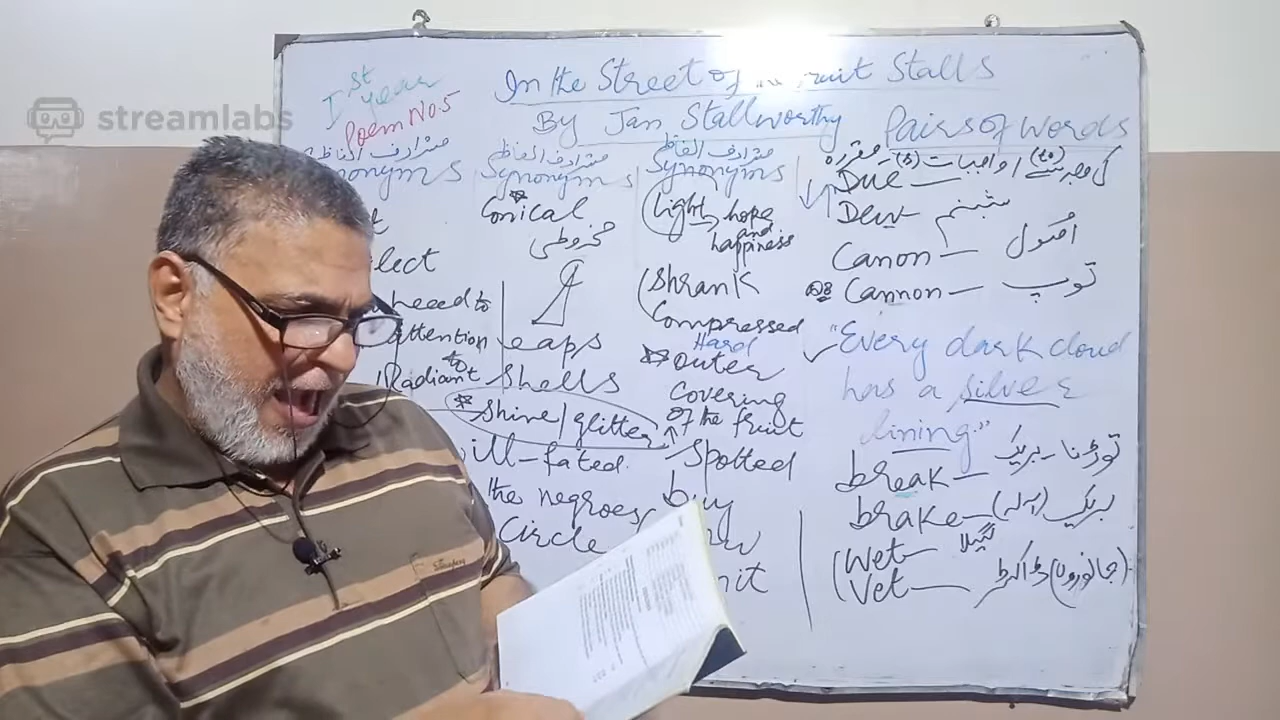 streamlabs
Ist year
Poem No 5
In the Street of Fruit Stalls
By Jan Stallworthy
مترادف الفاظ
Synonyms
lect
heed to
attention
Radiant
مترادف الفاظ
Synonyms
Conical
مخروطی
eaps
Shells
Shine/glitter
ill-fated.
the negroes
Circle
مترادف الفاظ
Synonyms
(light → hope
and
happiness
(Shrank
Compressed
Hard
outer
Covering
of the fruit
Spotted
buy
Pairs of Words
Due —
Dew شبنم
Canon — اصول
Cannon — توپ
"Every dark cloud
has a silver
lining"
break — توڑنا - بریک
brake — بریک
(Wet — گیلا
(Vet — ڈاکٹر (جانوروں)